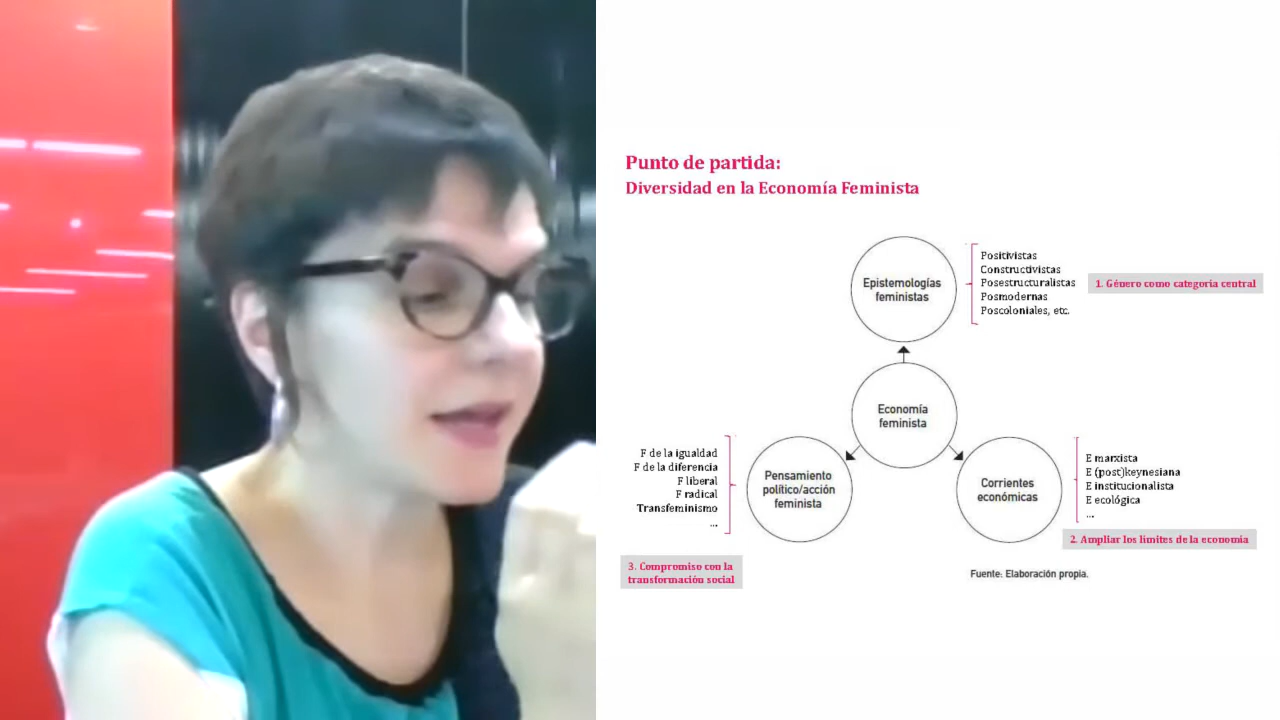 Punto de partida:
Diversidad en la Economía Feminista
Epistemologías
feministas
Positivistas
Constructivistas
Posestructuralistas
Posmodernas
Poscoloniales, etc.
1. Género como categoría central
Economía
feminista
F de la igualdad
F de la diferencia
F liberal
F radical
Transfeminismo
...
Pensamiento
político/acción
feminista
Corrientes
económicas
E marxista
E (post)keynesiana
E institucionalista
E ecológica
...
2. Ampliar los límites de la economía
3. Compromiso con la
transformación social
Fuente: Elaboración propia.